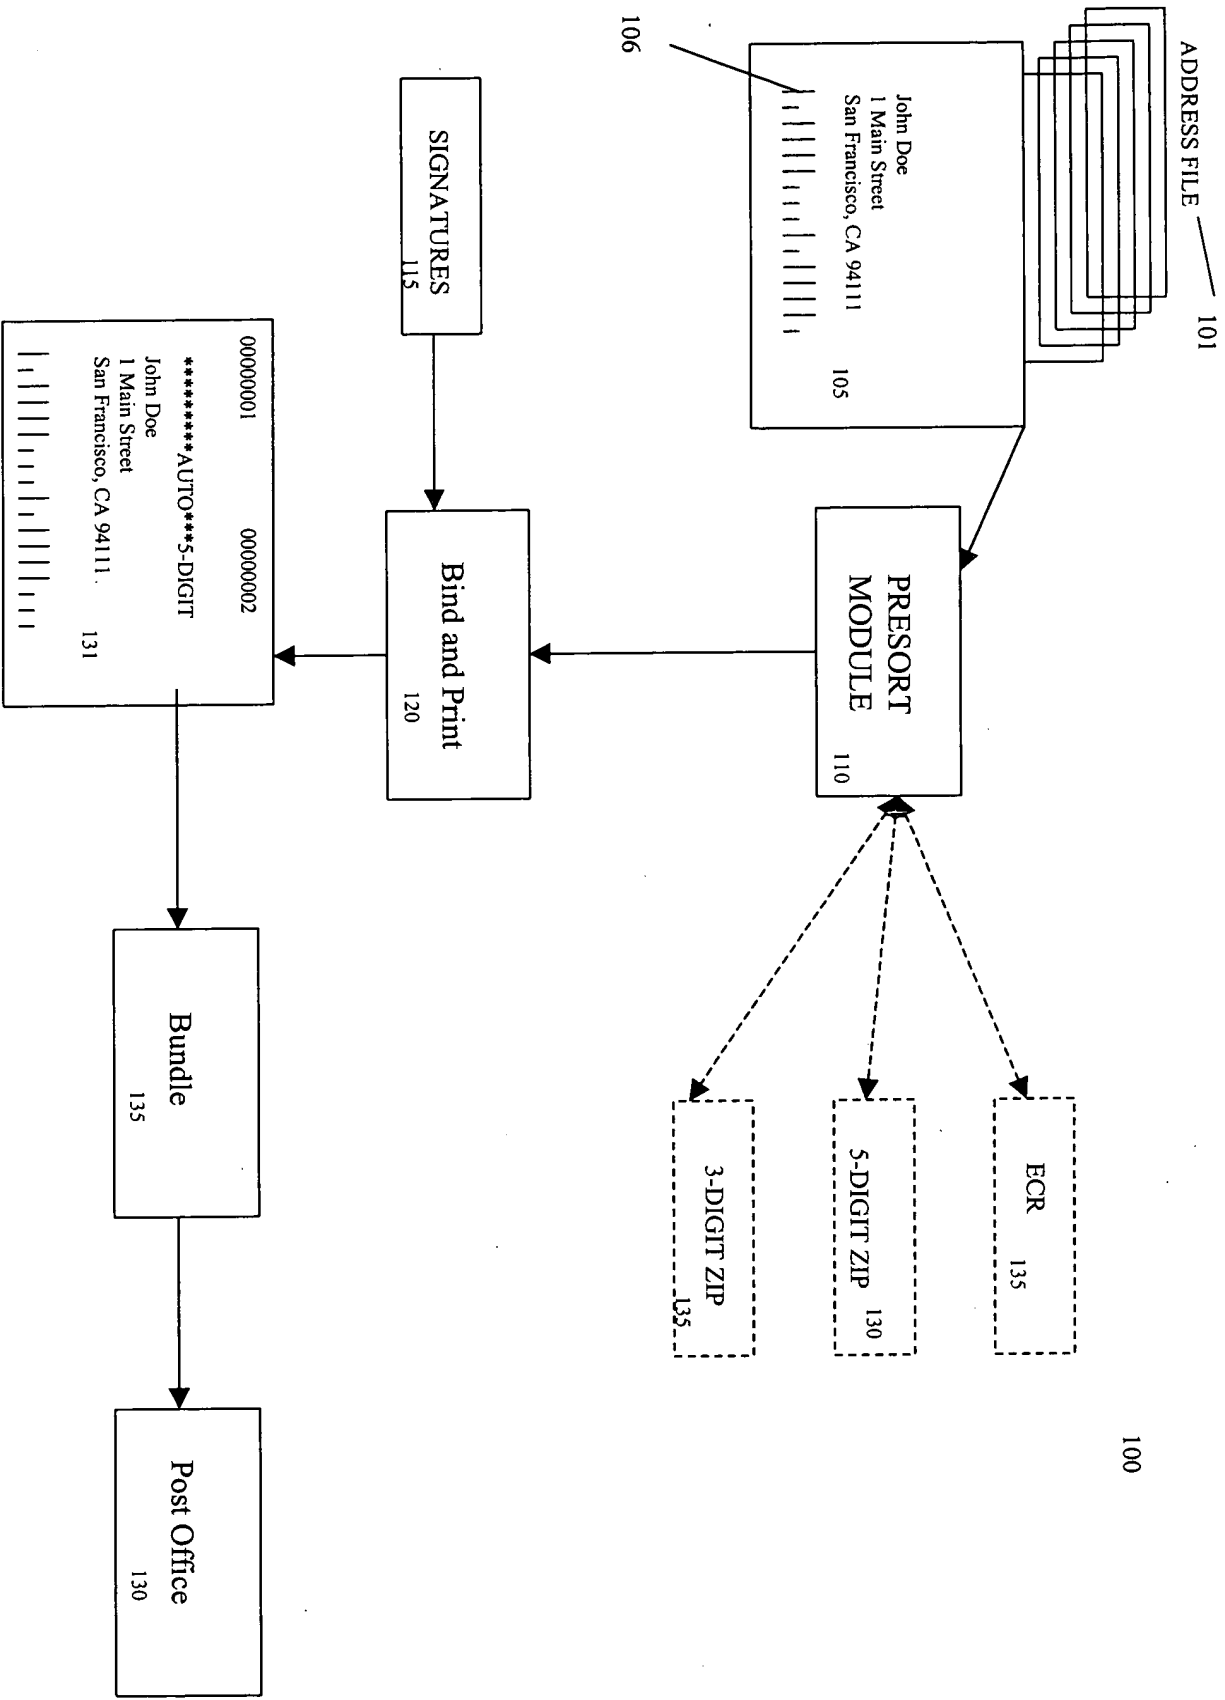 100
ADDRESS FILE
101
John Doe
1 Main Street
San Francisco, CA 94111
105
106
PRESORT
MODULE
110
ECR
135
5-DIGIT ZIP
130
3-DIGIT ZIP
135
SIGNATURES
115
Bind and Print
120
00000001 00000002
*********AUTO***5-DIGIT
John Doe
1 Main Street
San Francisco, CA 94111
131
Bundle
135
Post Office
130